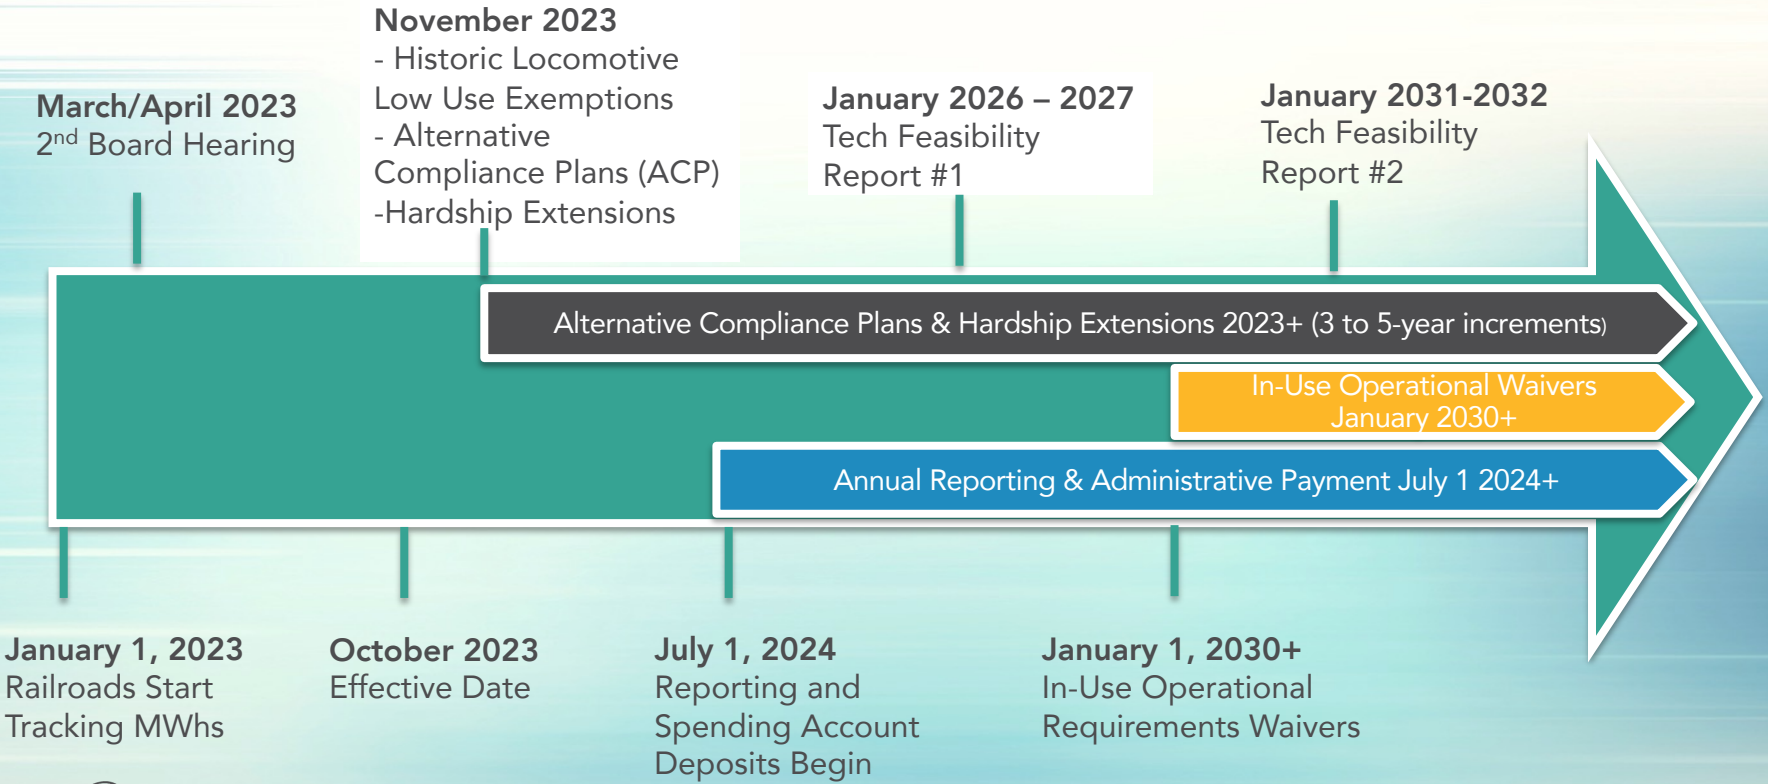 November 2023
- Historic Locomotive
Low Use Exemptions
- Alternative
Compliance Plans (ACP)
-Hardship Extensions
March/April 2023
2nd Board Hearing
January 2026 – 2027
Tech Feasibility
Report #1
January 2031-2032
Tech Feasibility
Report #2
Alternative Compliance Plans & Hardship Extensions 2023+ (3 to 5-year increments)
In-Use Operational Waivers
January 2030+
Annual Reporting & Administrative Payment July 1 2024+
January 1, 2023
Railroads Start
Tracking MWhs
October 2023
Effective Date
July 1, 2024
Reporting and
Spending Account
Deposits Begin
January 1, 2030+
In-Use Operational
Requirements Waivers